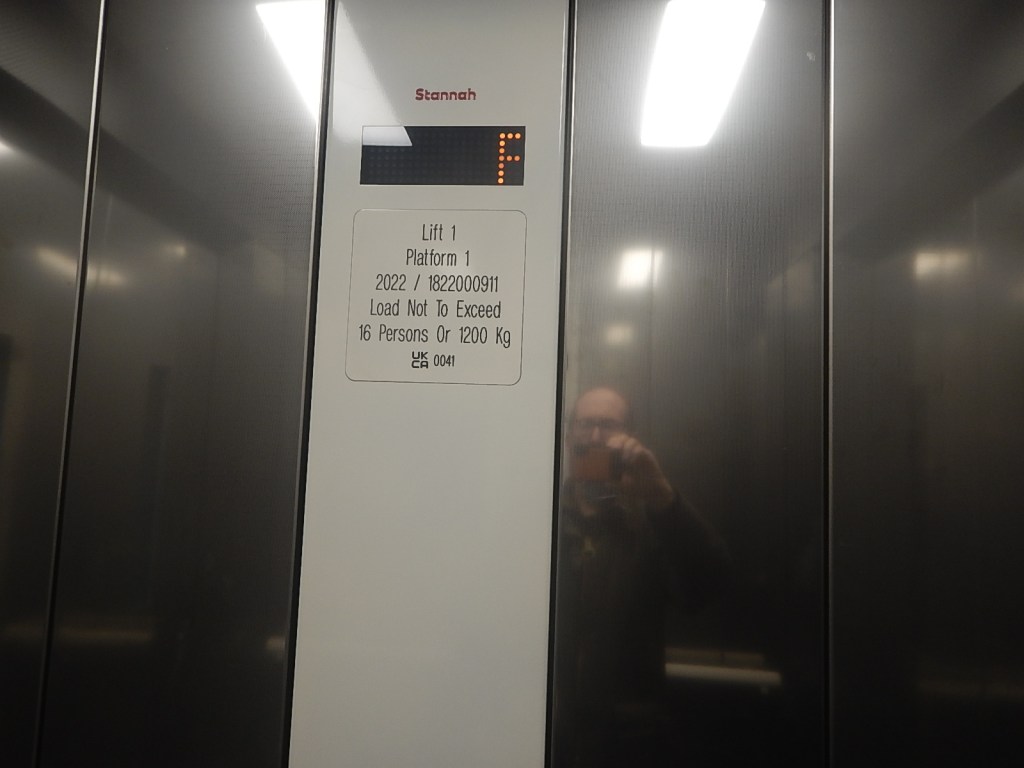 Stannah
F
Lift 1
Platform 1
2022 / 1822000911
Load Not To Exceed
16 Persons Or 1200 Kg
UK
CA 0041